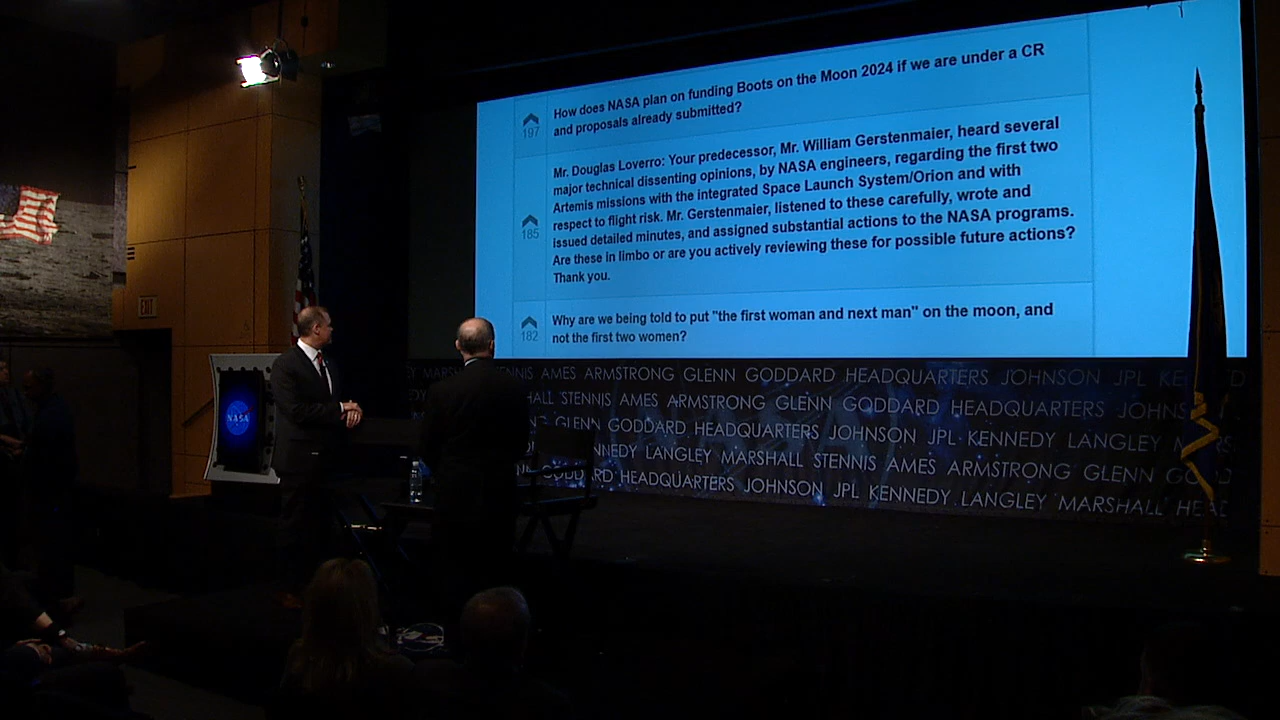 How does NASA plan on funding Boots on the Moon 2024 if we are under a CR
and proposals already submitted?
197
Mr. Douglas Loverro: Your predecessor, Mr. William Gerstenmaier, heard several
major technical dissenting opinions, by NASA engineers, regarding the first two
Artemis missions with the integrated Space Launch System/Orion and with
respect to flight risk. Mr. Gerstenmaier, listened to these carefully, wrote and
issued detailed minutes, and assigned substantial actions to the NASA programs.
Are these in limbo or are you actively reviewing these for possible future actions?
Thank you.
185
Why are we being told to put "the first woman and next man" on the moon, and
not the first two women?
182
EXIT
NASA
MARSHALL STENNIS AMES ARMSTRONG GLENN GODDARD HEADQUARTERS JOHNSON JPL
STENNIS AMES ARMSTRONG GLENN GODDARD HEADQUARTERS
GLENN GODDARD HEADQUARTERS JOHNSON JPL KENNEDY LANGLEY
LANGLEY MARSHALL STENNIS AMES ARMSTRONG GLENN
HEADQUARTERS JOHNSON JPL KENNEDY LANGLEY MARSHALL